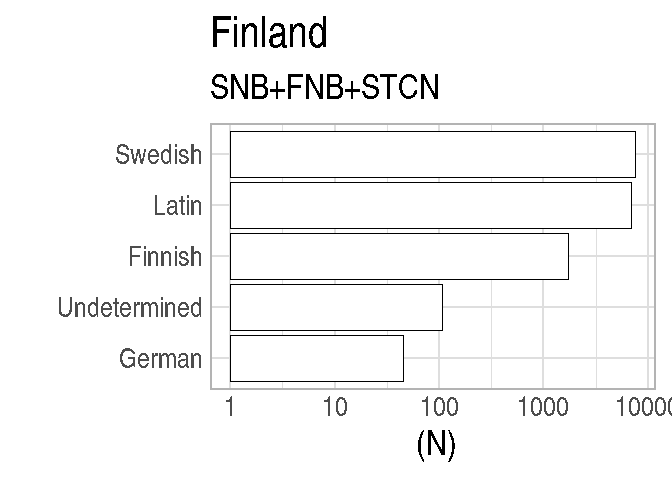 Finland
SNB+FNB+STCN
Swedish
Latin
Finnish
Undetermined
German
1 10 100 1000 10000
(N)